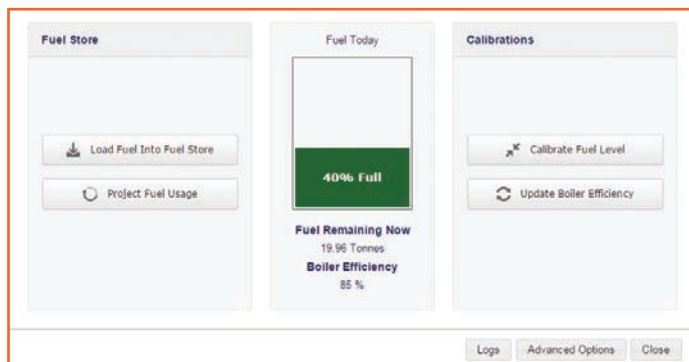 Fuel Store
Load Fuel Into Fuel Store
Project Fuel Usage
Fuel Today
40% Full
Fuel Remaining Now
19.96 Tonnes
Boiler Efficiency
85 %
Calibrations
Calibrate Fuel Level
Update Boiler Efficiency
Logs
Advanced Options
Close